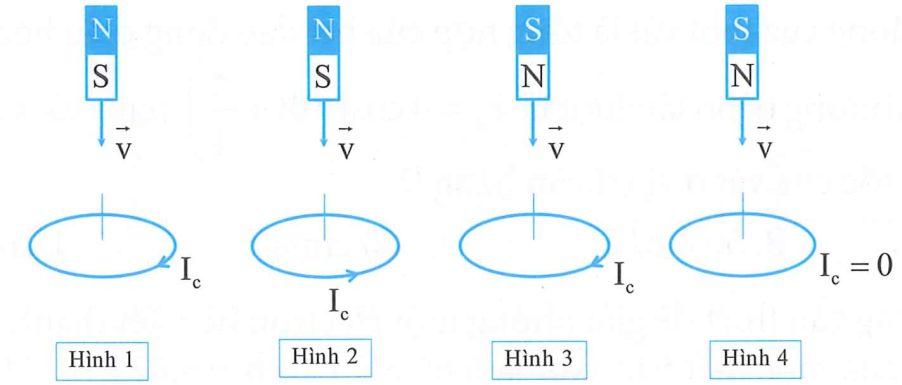 N N S S
S S N N
v v v v
I_c I_c I_c I_c = 0
Hình 1 Hình 2 Hình 3 Hình 4